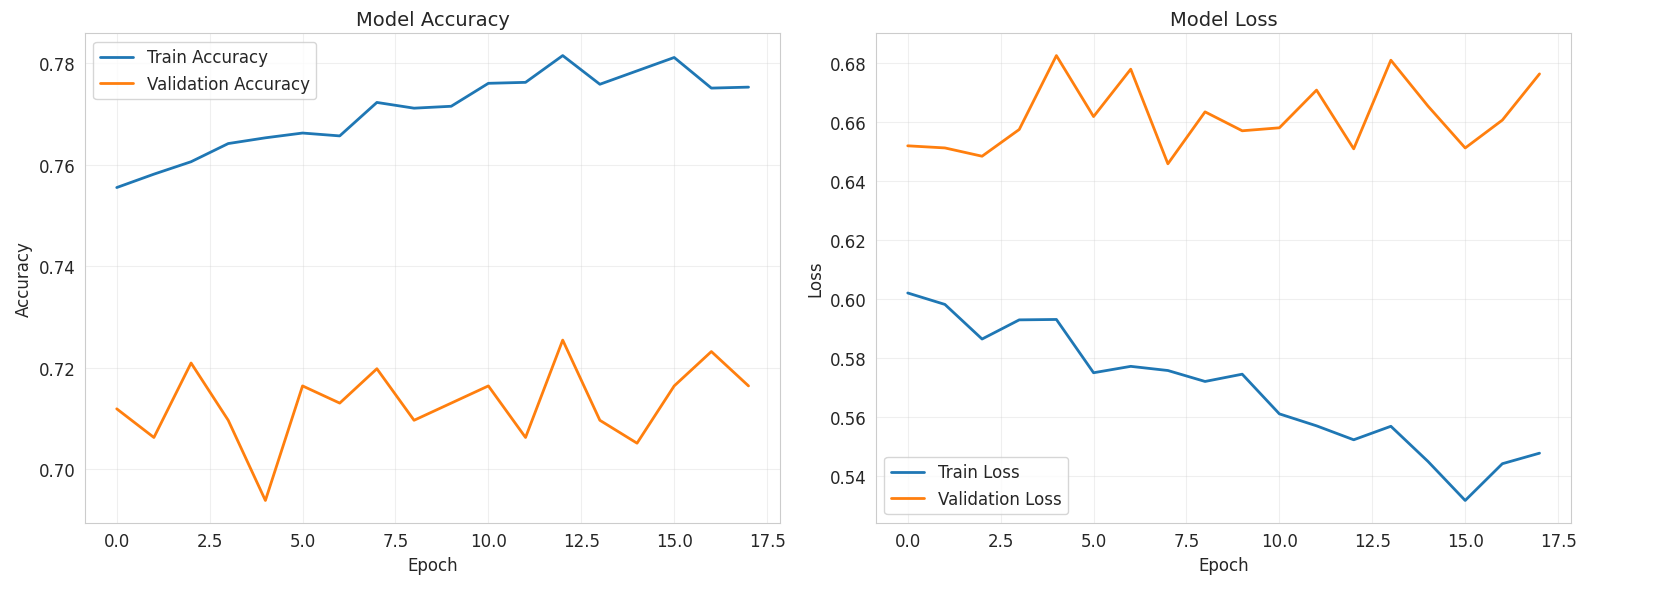 Model Accuracy
Train Accuracy
Validation Accuracy
0.78
0.76
0.74
0.72
0.70
Accuracy
0.0 2.5 5.0 7.5 10.0 12.5 15.0 17.5
Epoch
Model Loss
0.68
0.66
0.64
0.62
0.60
0.58
0.56
0.54
Loss
Train Loss
Validation Loss
0.0 2.5 5.0 7.5 10.0 12.5 15.0 17.5
Epoch